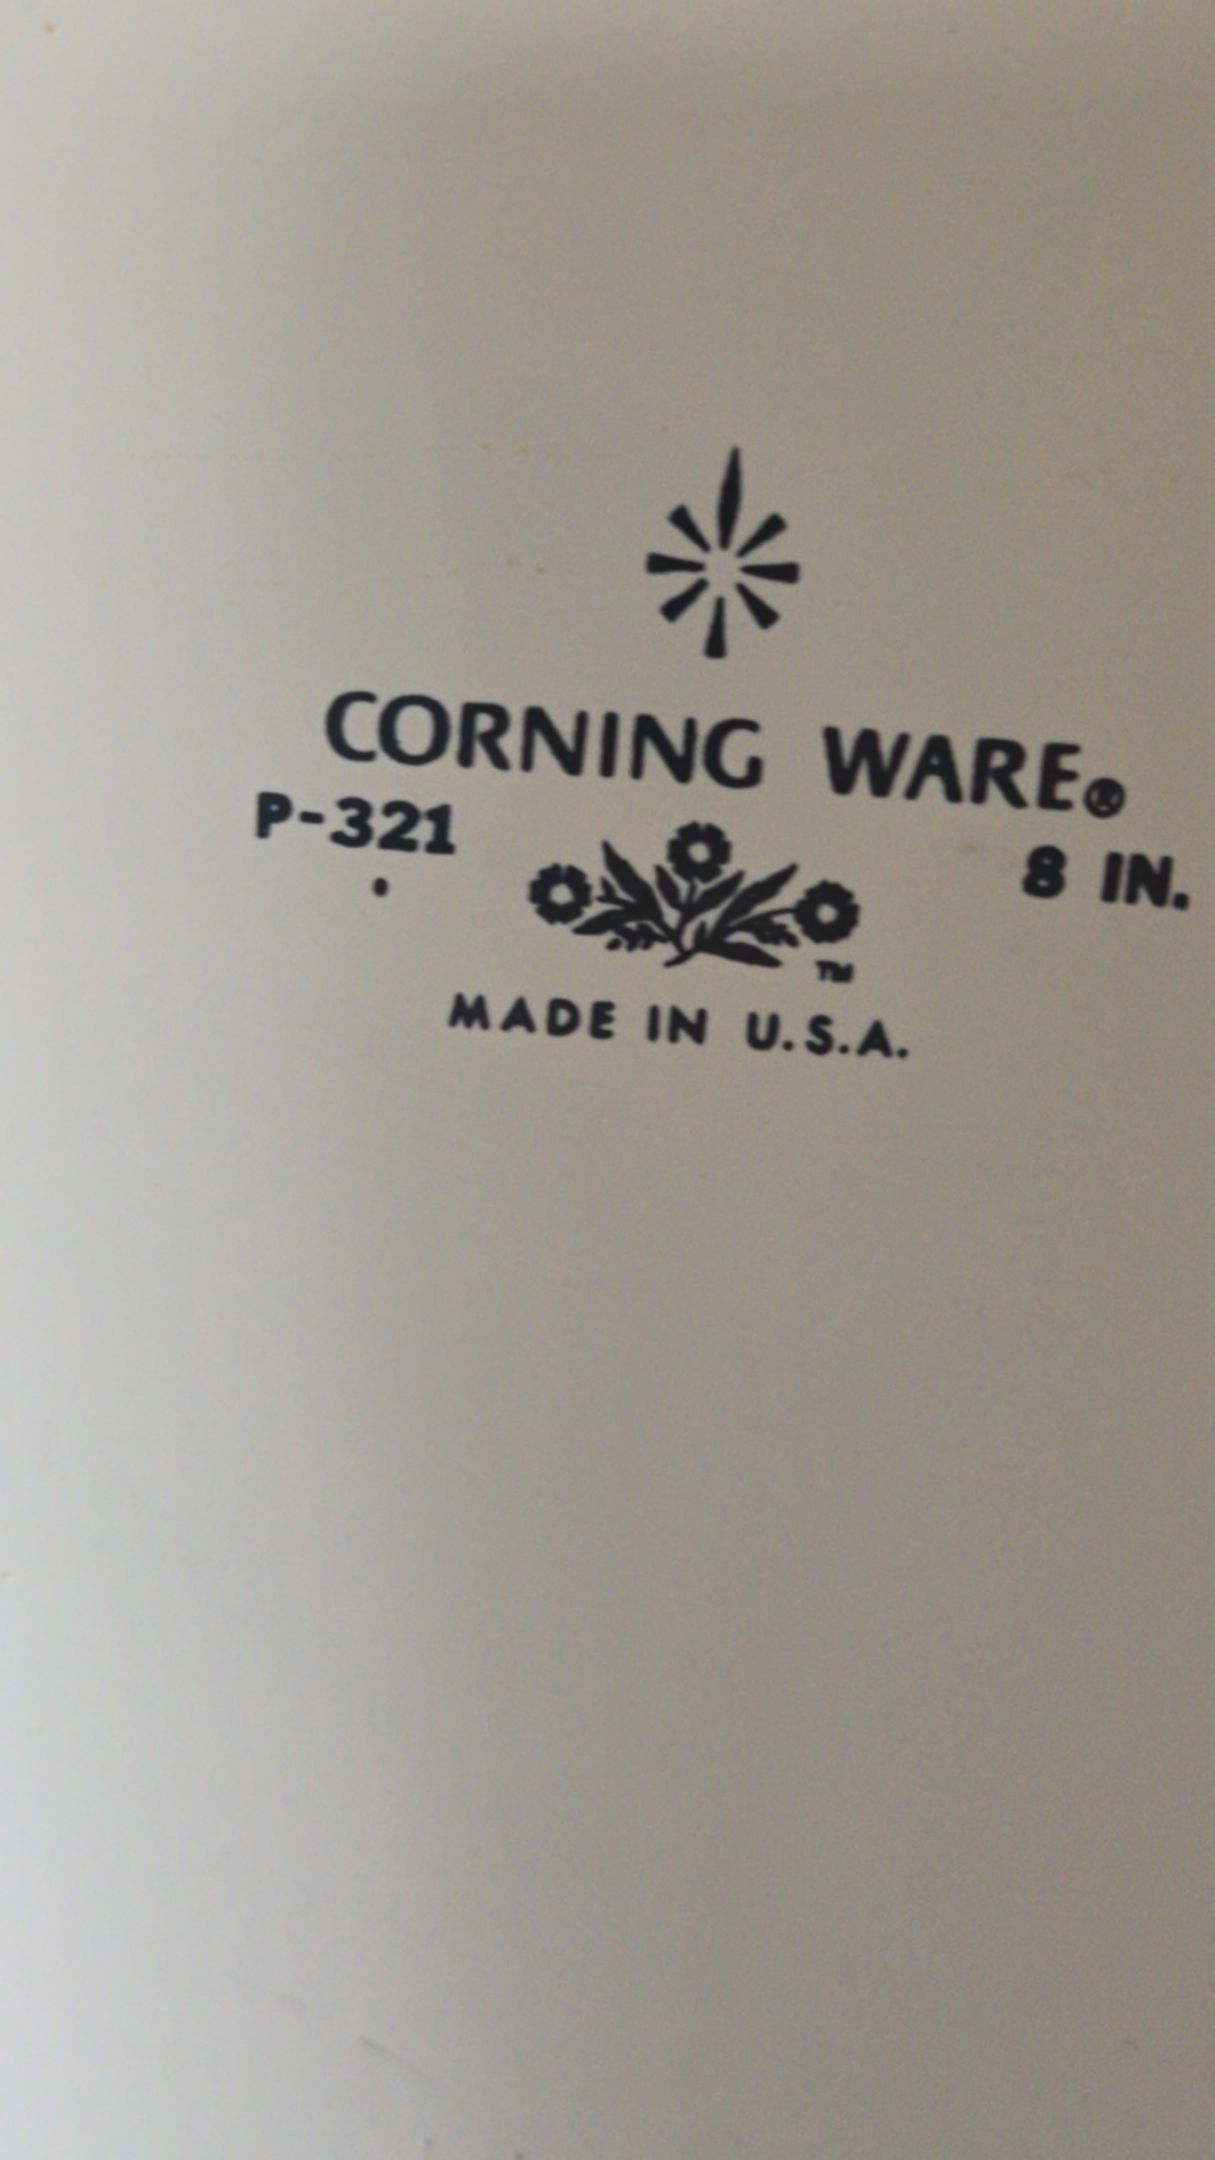 CORNING WARE®
P-321 8 IN.
TM
MADE IN U.S.A.